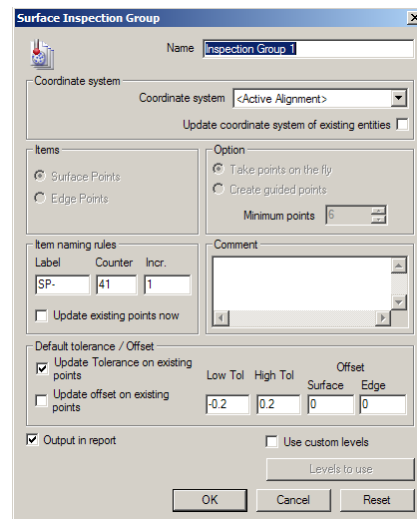 Surface Inspection Group
Name Inspection Group 1
Coordinate system
Coordinate system <Active Alignment>
Update coordinate system of existing entities
Items
Surface Points
Edge Points
Option
Take points on the fly
Create guided points
Minimum points 6
Item naming rules
Label Counter Incr.
SP- 41 1
Update existing points now
Comment
Default tolerance / Offset
Update Tolerance on existing
points
Update offset on existing
points
Offset
Low Tol High Tol Surface Edge
-0.2 0.2 0 0
Output in report
Use custom levels
Levels to use
OK Cancel Reset